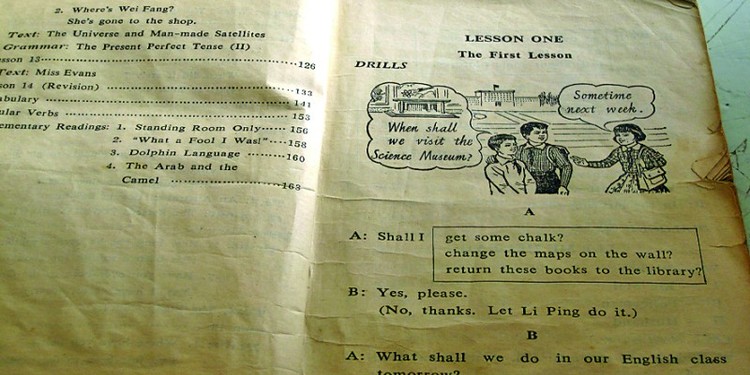 2. Where's Wei Fang?
She's gone to the shop.
Text: The Universe and Man-made Satellites
Grammar: The Present Perfect Tense (II)
sson 13 126
Text: Miss Evans
son 14 (Revision) 133
abulary 141
ular Verbs 153
ementary Readings: 1. Standing Room Only 156
2. "What a Fool I Was!" 158
3. Dolphin Language 160
4. The Arab and the
Camel 163
LESSON ONE
The First Lesson
DRILLS
When shall
we visit the
Science Museum?
Sometime
next week.
A
A: Shall I get some chalk?
change the maps on the wall?
return these books to the library?
B: Yes, please.
(No, thanks. Let Li Ping do it.)
B
A: What shall we do in our English class
tomorrow?